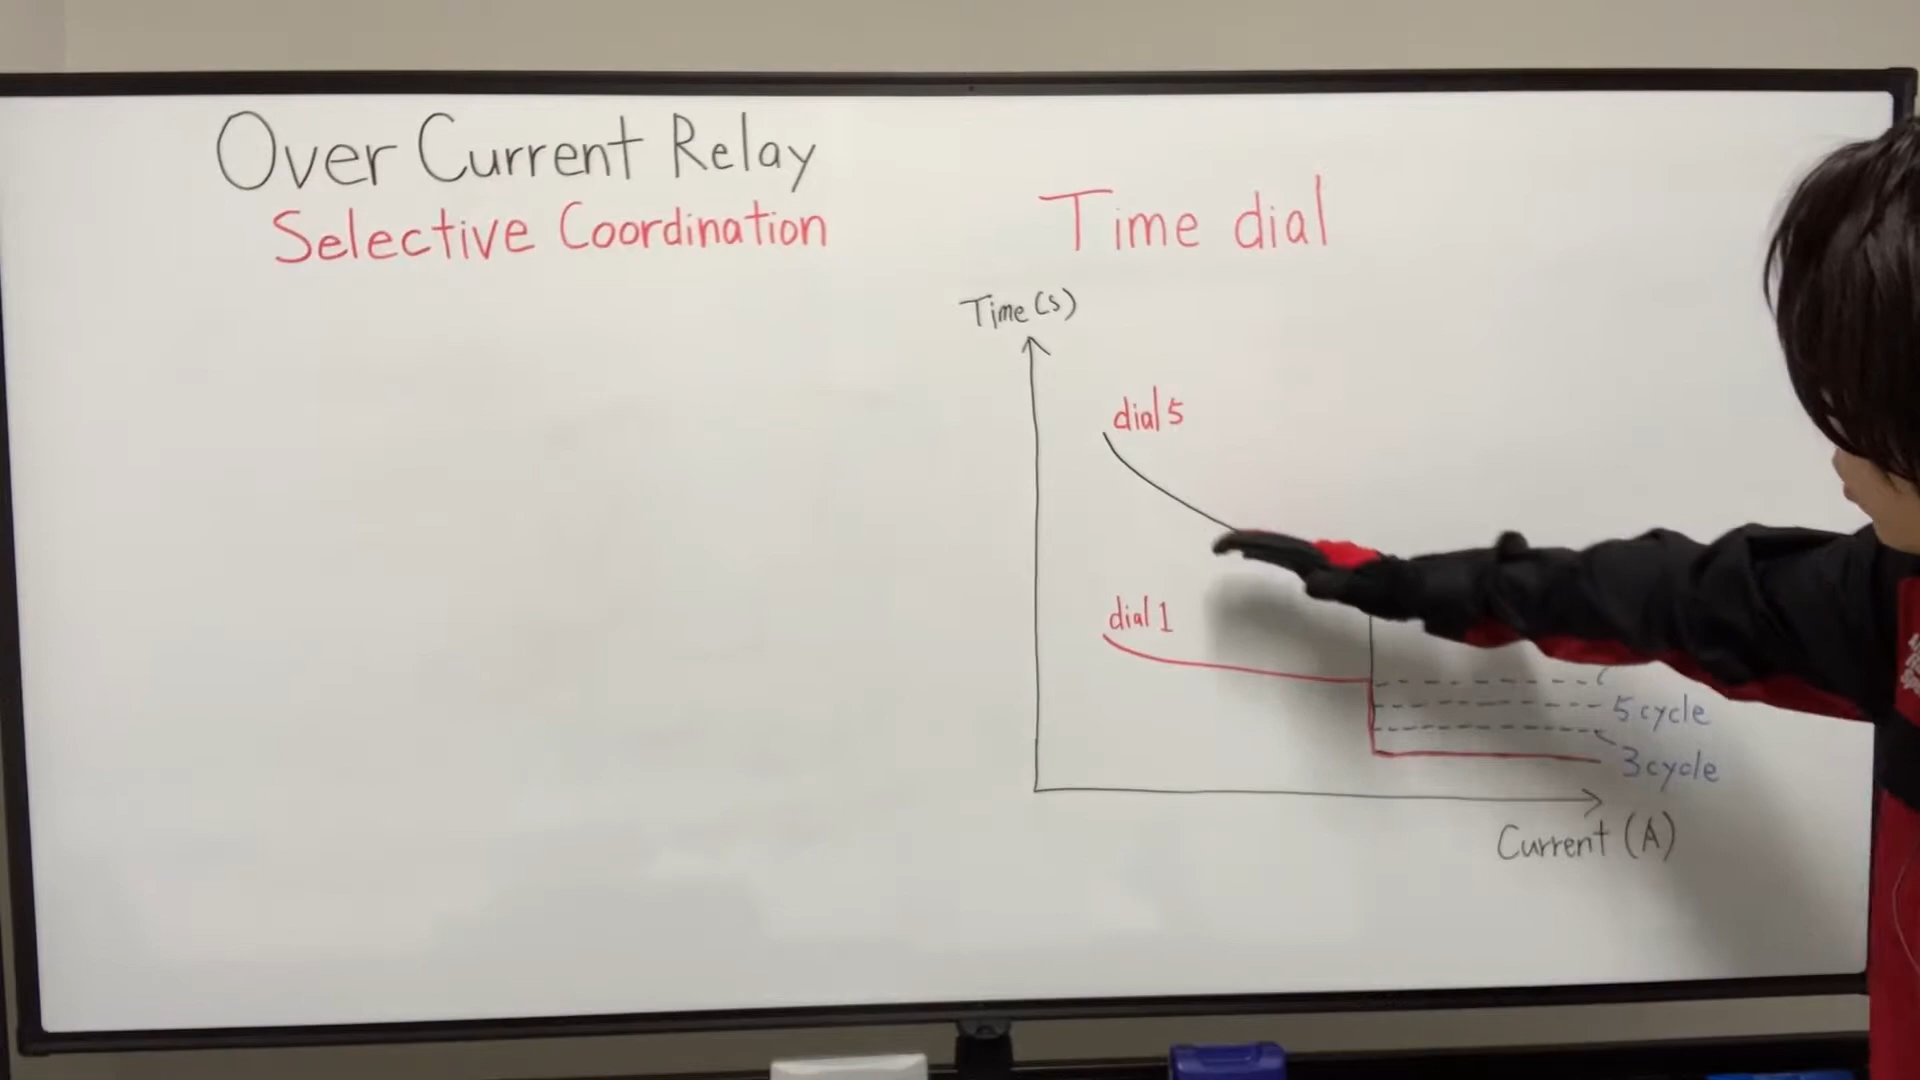 Over Current Relay
Selective Coordination
Time dial
Time (s)
dial 5
dial 1
5 cycle
3 cycle
Current (A)